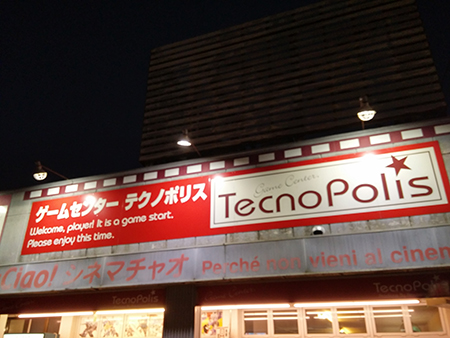 ゲームセンター テクノポリス
Welcome, player! It is a game start.
Please enjoy this time.
Game Center
TecnoPolis
Ciao! シネマチャオ Perché non vieni al cinem
TecnoPolis
TecnoPolis